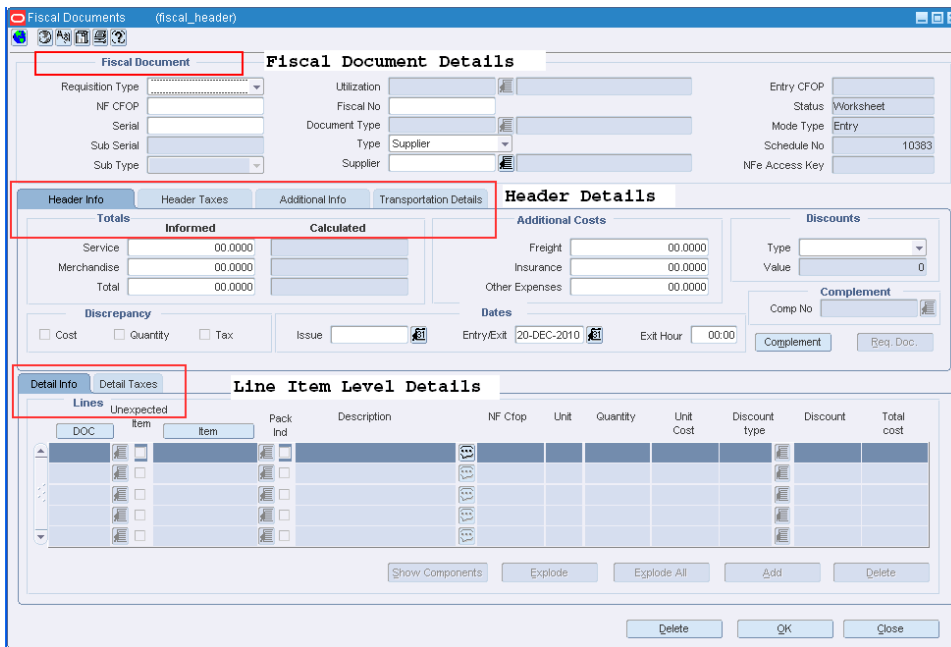 Fiscal Documents (fiscal_header)
Fiscal Document Fiscal Document Details
Requisition Type Utilization Entry CFOP
NF CFOP Fiscal No Status Worksheet
Serial Document Type Mode Type Entry
Sub Serial Type Supplier Schedule No 10383
Sub Type Supplier NFe Access Key
Header Info Header Taxes Additional Info Transportation Details Header Details
Totals Additional Costs Discounts
Informed Calculated
Service 00.0000 Freight 00.0000 Type
Merchandise 00.0000 Insurance 00.0000 Value 0
Total 00.0000 Other Expenses 00.0000
Complement
Discrepancy Dates Comp No
Cost Quantity Tax Issue Entry/Exit 20-DEC-2010 Exit Hour 00:00
Complement Req. Doc.
Detail Info Detail Taxes Line Item Level Details
Lines Unexpected Item Pack Ind Description NF Cfop Unit Quantity Unit Cost Discount type Discount Total cost
DOC Item
Show Components Explode Explode All Add Delete
Delete OK Close